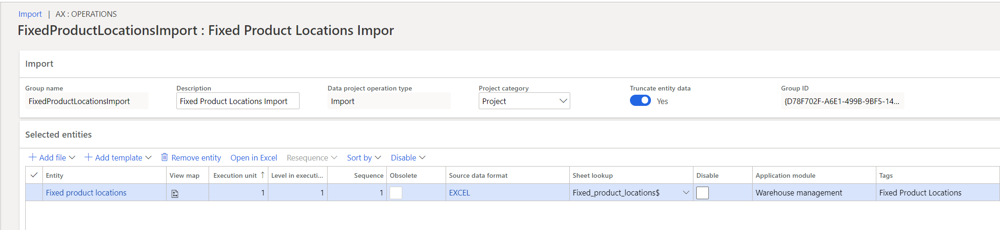 Import | AX : OPERATIONS
FixedProductLocationsImport : Fixed Product Locations Impor
Import
Group name Description Data project operation type Project category Truncate entity data Group ID
FixedProductLocationsImport Fixed Product Locations Import Import Project Yes {D78F702F-A6E1-499B-9BF5-14...
Selected entities
Add file Add template Remove entity Open in Excel Resequence Sort by Disable
Entity View map Execution unit ↑ Level in executi... Sequence Obsolete Source data format Sheet lookup Disable Application module Tags
Fixed product locations 1 1 1 EXCEL Fixed_product_locations$ Warehouse management Fixed Product Locations